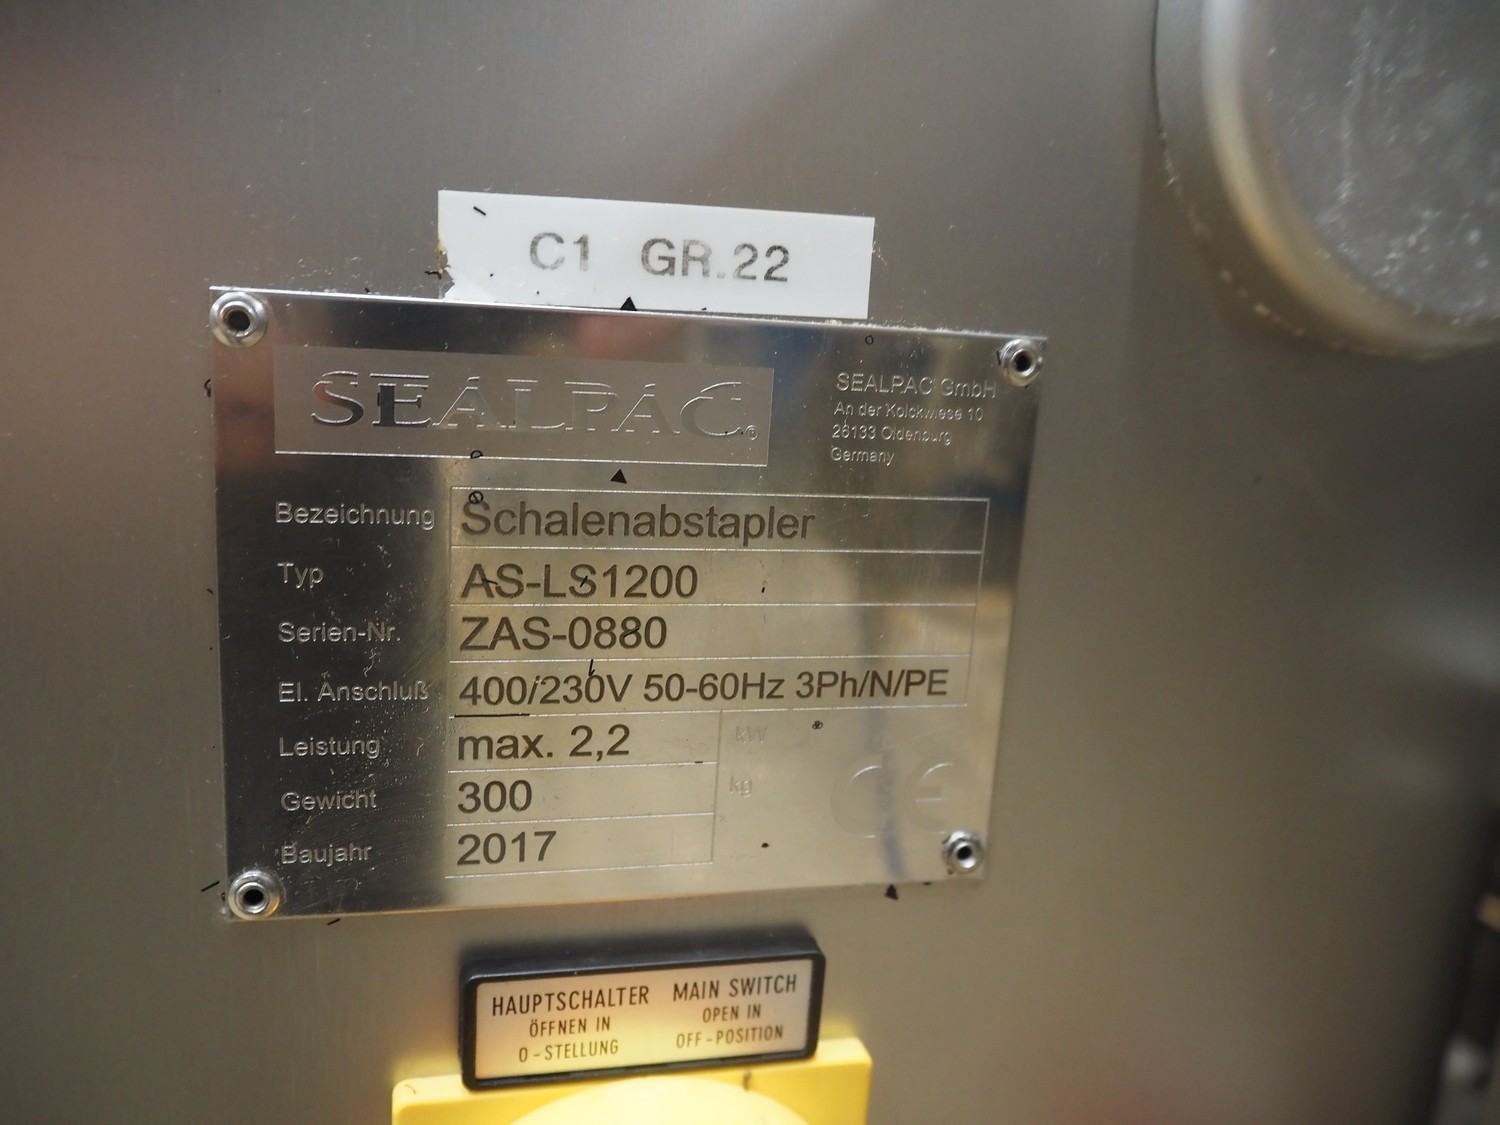 C1 GR.22
SEALPAC®
SEALPAC GmbH
An der Kolckwiese 10
26133 Oldenburg
Germany
Bezeichnung Schalenabstapler
Typ AS-LS1200
Serien-Nr. ZAS-0880
El. Anschluß 400/230V 50-60Hz 3Ph/N/PE
Leistung max. 2,2 kW
Gewicht 300 kg
Baujahr 2017
CE
HAUPTSCHALTER
ÖFFNEN IN
0-STELLUNG
MAIN SWITCH
OPEN IN
OFF-POSITION